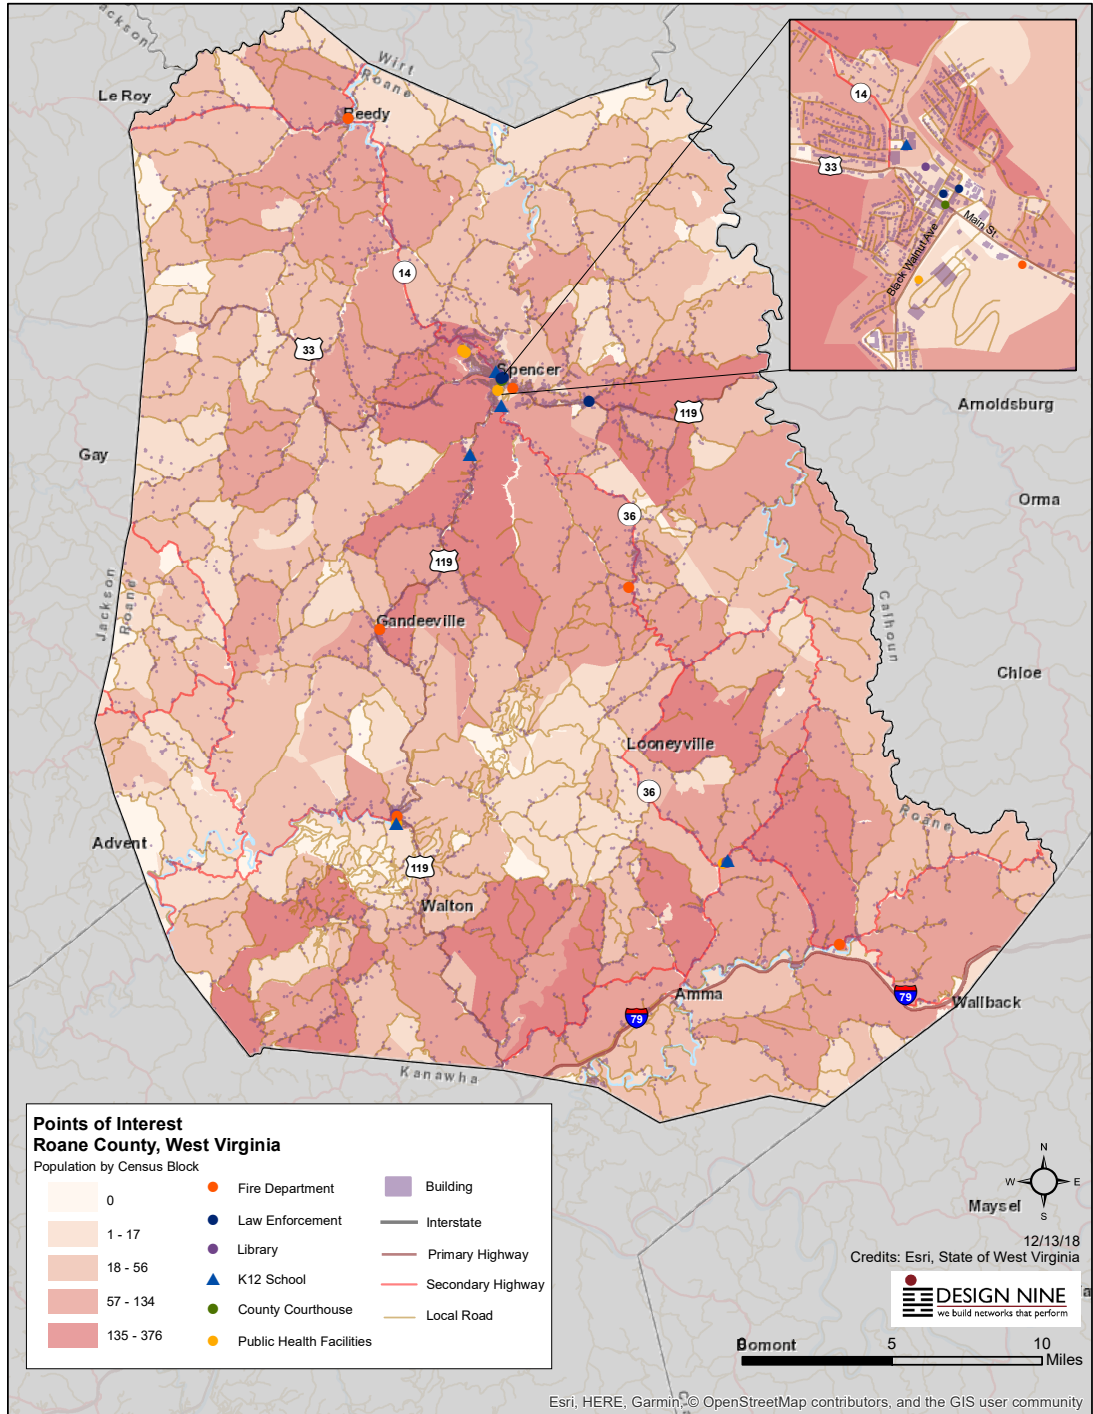 Jackson
Wirt
Roane
Le Roy
Reedy
14
33
Main St.
Black Walnut Ave
14
33
Spencer
119
Arnoldsburg
Gay
Orma
36
119
Jackson
Roane
Calhoun
Gandeeville
Chloe
Looneyville
36
Roane
Advent
119
Walton
Amma
79
79
Wallback
Kanawha
Points of Interest
Roane County, West Virginia
Population by Census Block
0
1 - 17
18 - 56
57 - 134
135 - 376
Fire Department
Law Enforcement
Library
K12 School
County Courthouse
Public Health Facilities
Building
Interstate
Primary Highway
Secondary Highway
Local Road
N
W
E
S
Maysel
12/13/18
Credits: Esri, State of West Virginia
DESIGN NINE
we build networks that perform
Bomont
0
5
10
Miles
Esri, HERE, Garmin, © OpenStreetMap contributors, and the GIS user community